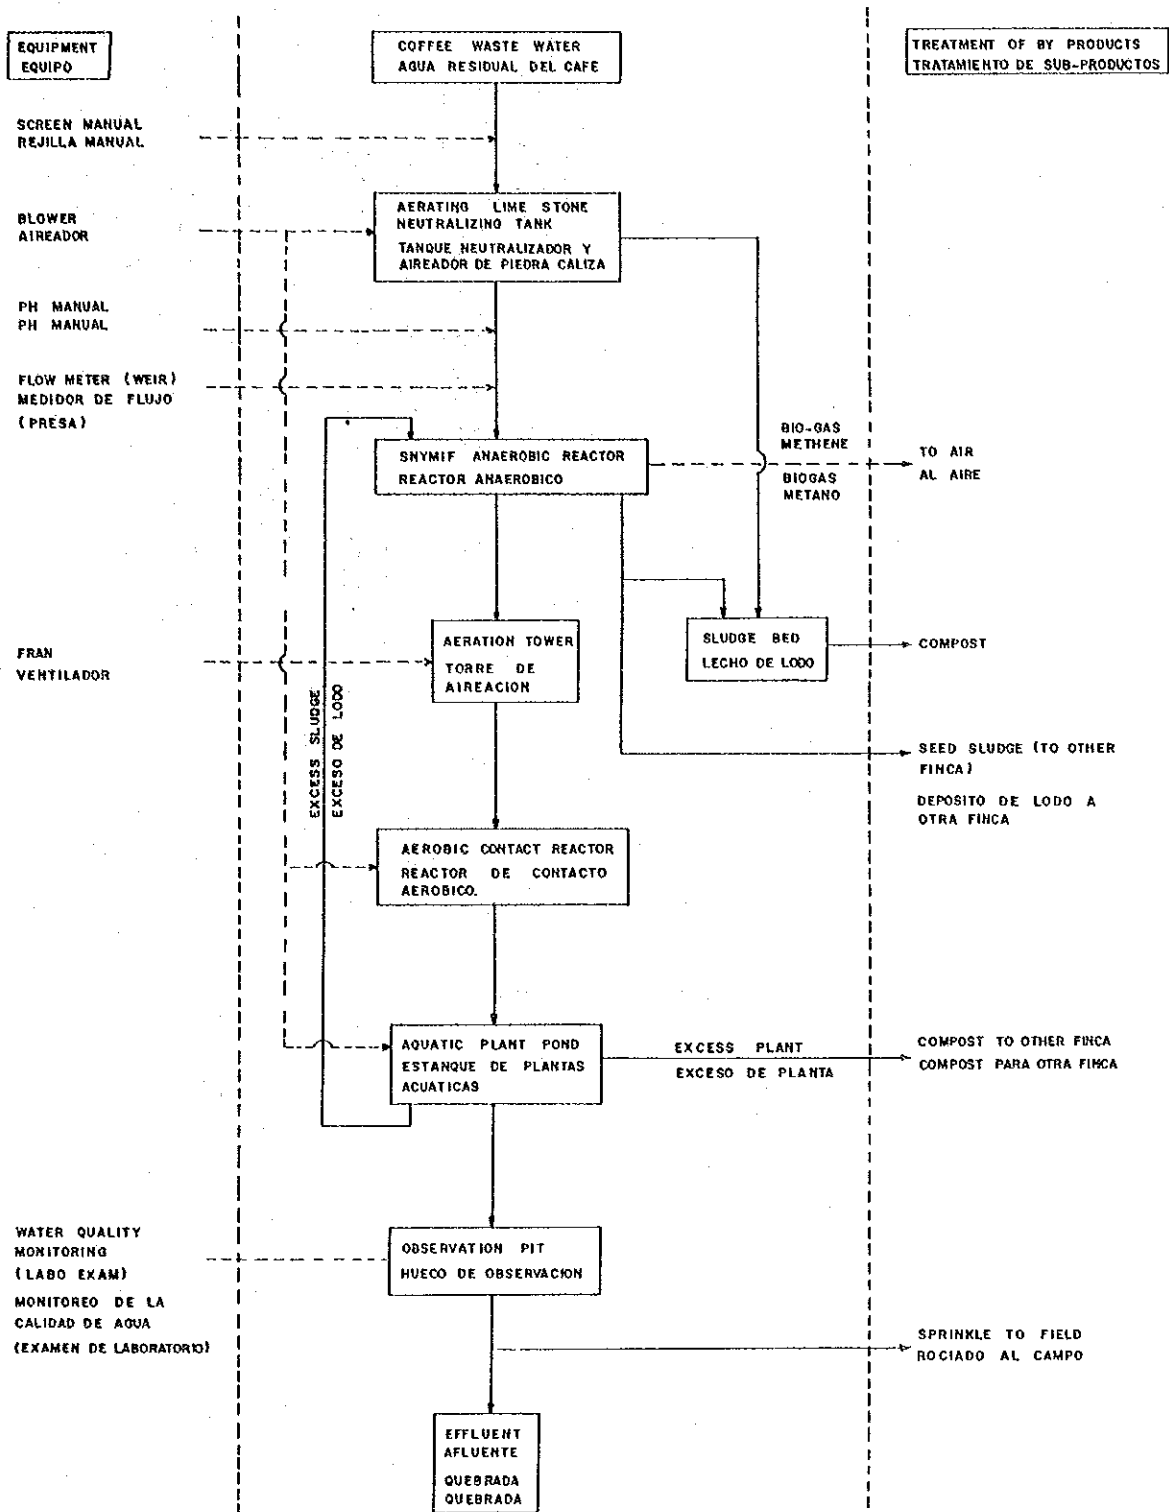 EQUIPMENT
EQUIPO
COFFEE WASTE WATER
AGUA RESIDUAL DEL CAFE
TREATMENT OF BY PRODUCTS
TRATAMIENTO DE SUB-PRODUCTOS
SCREEN MANUAL
REJILLA MANUAL
AERATING LIME STONE
NEUTRALIZING TANK
TANQUE NEUTRALIZADOR Y
AIREADOR DE PIEDRA CALIZA
BLOWER
AIREADOR
PH MANUAL
PH MANUAL
FLOW METER (WEIR)
MEDIDOR DE FLUJO
(PRESA)
SNYMIF ANAEROBIC REACTOR
REACTOR ANAEROBICO
BIO-GAS
METHENE
BIOGAS
METANO
TO AIR
AL AIRE
FRAN
VENTILADOR
AERATION TOWER
TORRE DE
AIREACION
SLUDGE BED
LECHO DE LODO
COMPOST
EXCESS SLUDGE
EXCESO DE LODO
SEED SLUDGE (TO OTHER
FINCA)
DEPOSITO DE LODO A
OTRA FINCA
AEROBIC CONTACT REACTOR
REACTOR DE CONTACTO
AEROBICO.
AQUATIC PLANT POND
ESTANQUE DE PLANTAS
ACUATICAS
EXCESS PLANT
EXCESO DE PLANTA
COMPOST TO OTHER FINCA
COMPOST PARA OTRA FINCA
WATER QUALITY
MONITORING
(LABO EXAM)
MONITOREO DE LA
CALIDAD DE AGUA
(EXAMEN DE LABORATORIO)
OBSERVATION PIT
HUECO DE OBSERVACION
SPRINKLE TO FIELD
ROCIADO AL CAMPO
EFFLUENT
AFLUENTE
QUEBRADA
QUEBRADA